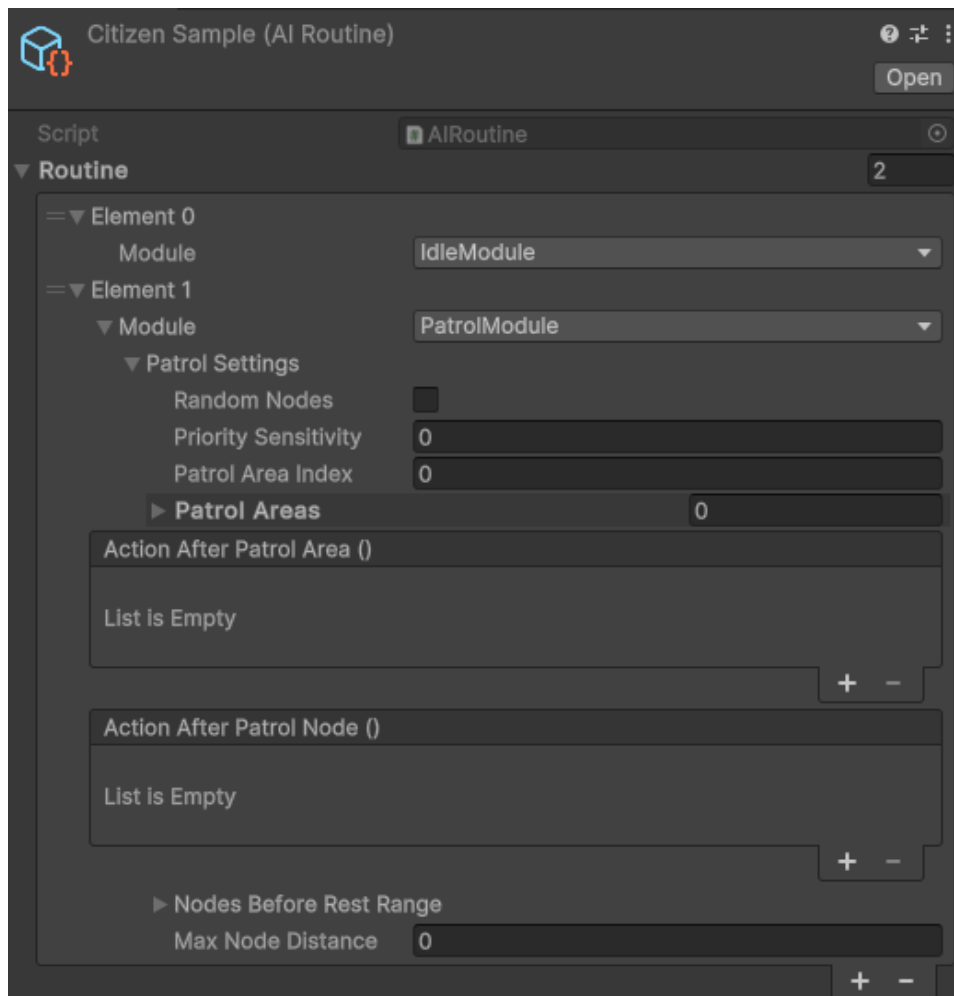 Citizen Sample (AI Routine)
Open
Script AIRoutine
Routine 2
Element 0
Module IdleModule
Element 1
Module PatrolModule
Patrol Settings
Random Nodes
Priority Sensitivity 0
Patrol Area Index 0
Patrol Areas 0
Action After Patrol Area ()
List is Empty
+ −
Action After Patrol Node ()
List is Empty
+ −
Nodes Before Rest Range
Max Node Distance 0
+ −